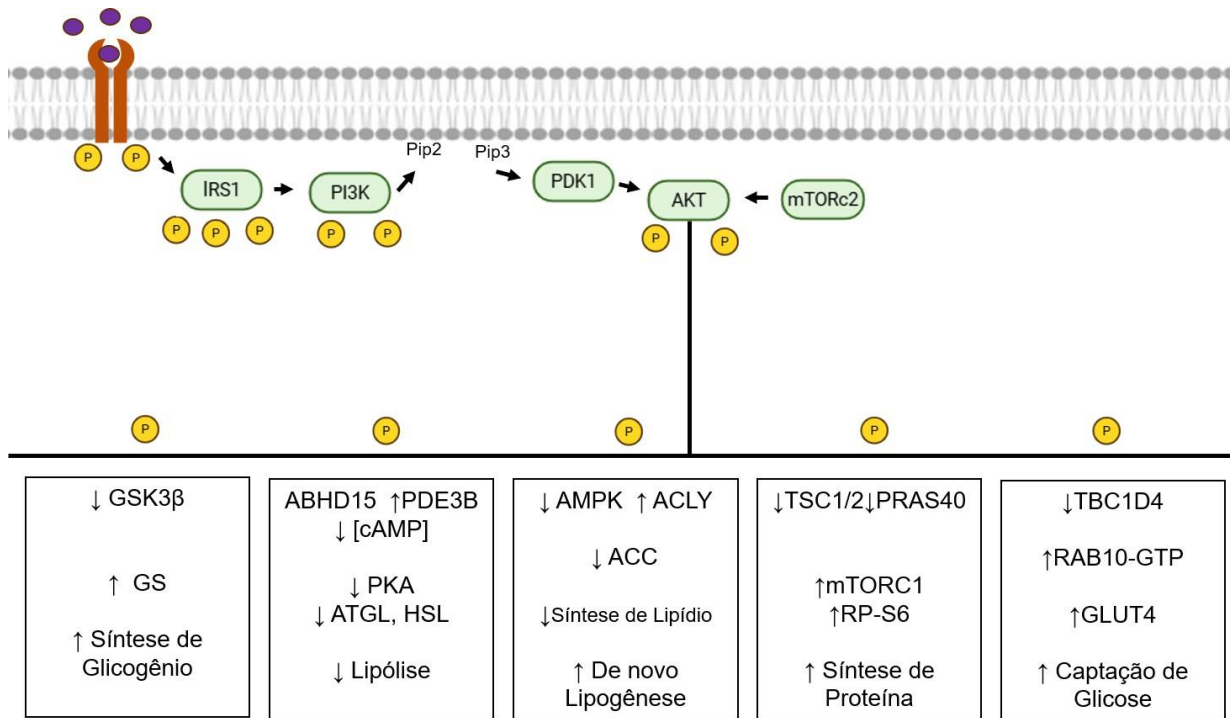 P P
Pip2 Pip3
IRS1 PI3K PDK1 AKT mTORc2
P P P P P P P
P P P P P
↓ GSK3β
↑ GS
↑ Síntese de
Glicogênio
ABHD15 ↑PDE3B
↓ [cAMP]
↓ PKA
↓ ATGL, HSL
↓ Lipólise
↓ AMPK ↑ ACLY
↓ ACC
↓Síntese de Lipídio
↑ De novo
Lipogênese
↓TSC1/2↓PRAS40
↑mTORC1
↑RP-S6
↑ Síntese de
Proteína
↓TBC1D4
↑RAB10-GTP
↑GLUT4
↑ Captação de
Glicose